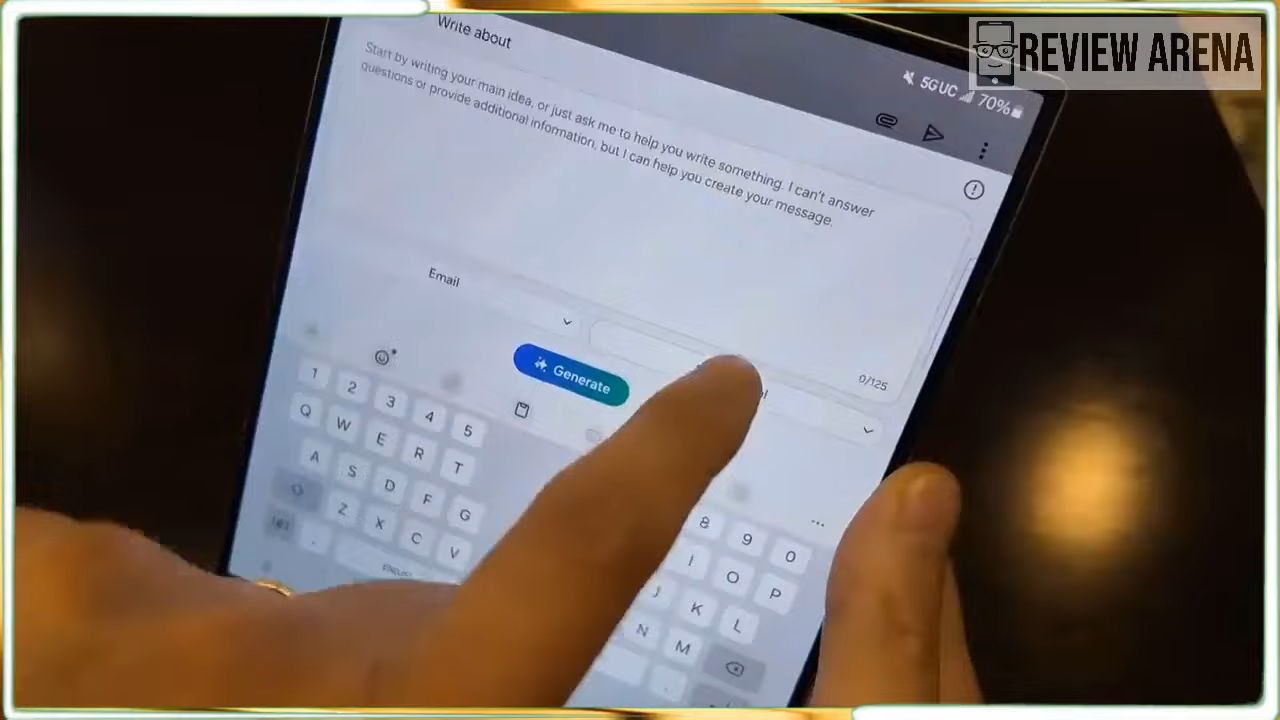 REVIEW ARENA
Write about
5GUC 70%
Start by writing your main idea, or just ask me to help you write something. I can't answer
questions or provide additional information, but I can help you create your message.
Email
0/125
Generate
1 2 3 4 5 8 9 0
Q W E R T I O P
A S D F G J K L
Z X C V N M